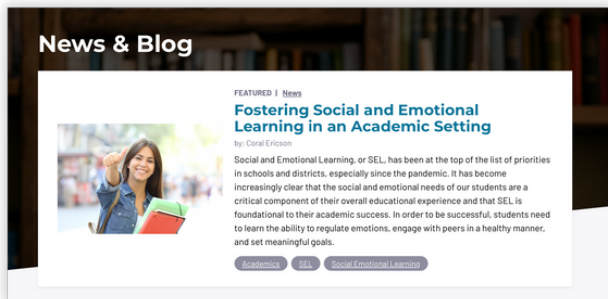 News & Blog
FEATURED | News
Fostering Social and Emotional
Learning in an Academic Setting
by: Coral Ericson
Social and Emotional Learning, or SEL, has been at the top of the list of priorities
in schools and districts, especially since the pandemic. It has become
increasingly clear that the social and emotional needs of our students are a
critical component of their overall educational experience and that SEL is
foundational to their academic success. In order to be successful, students need
to learn the ability to regulate emotions, engage with peers in a healthy manner,
and set meaningful goals.
Academics SEL Social Emotional Learning